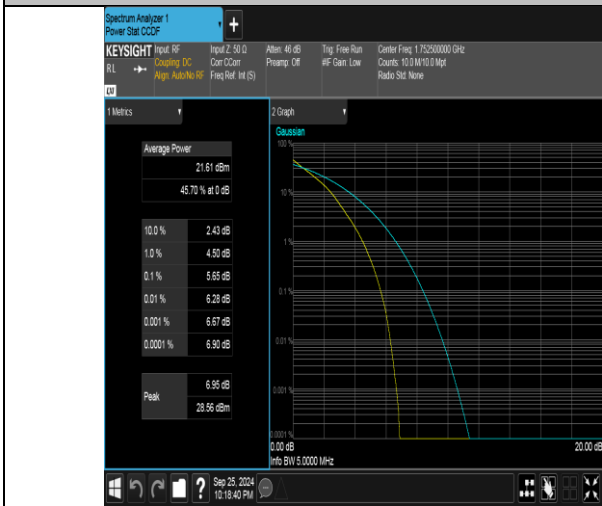 Spectrum Analyzer 1
Power Stat CCDF
+
KEYSIGHT
Input: RF
Input Z: 50 Ω
Atten: 46 dB
Trig: Free Run
Center Freq: 1.752500000 GHz
RL
Coupling: DC
Corr CCorr
Preamp: Off
#IF Gain: Low
Counts: 10.0 M/10.0 Mpt
Align: Auto/No RF
Freq Ref: Int (S)
Radio Std: None
LXI
1 Metrics
Average Power
21.61 dBm
45.70 % at 0 dB
10.0 % 2.43 dB
1.0 % 4.50 dB
0.1 % 5.65 dB
0.01 % 6.28 dB
0.001 % 6.67 dB
0.0001 % 6.90 dB
Peak
6.95 dB
28.56 dBm
2 Graph
Gaussian
100 %
10 %
1 %
0.1 %
0.01 %
0.001 %
0.0001 %
0.00 dB
20.00 dB
Info BW 5.0000 MHz
?
Sep 25, 2024
10:18:40 PM